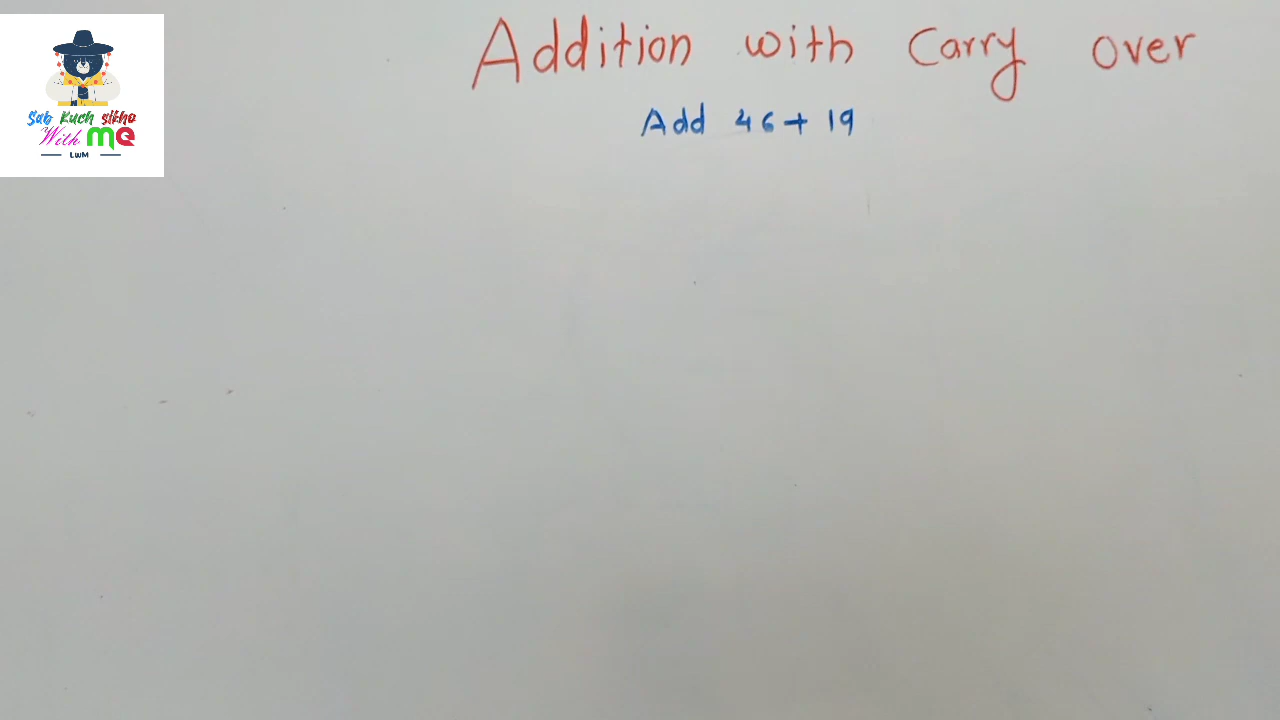 Addition with Carry over
Add 46 + 19
Sab Kuch sikho
With Me
LWM